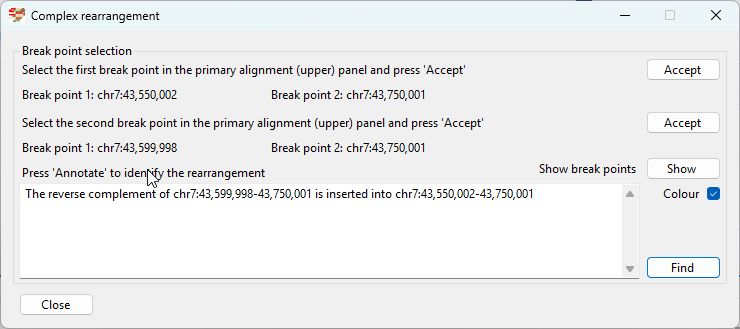 Complex rearrangement
Break point selection
Select the first break point in the primary alignment (upper) panel and press 'Accept'
Accept
Break point 1: chr7:43,550,002 Break point 2: chr7:43,750,001
Select the second break point in the primary alignment (upper) panel and press 'Accept'
Accept
Break point 1: chr7:43,599,998 Break point 2: chr7:43,750,001
Press 'Annotate' to identify the rearrangement
Show break points
Show
The reverse complement of chr7:43,599,998-43,750,001 is inserted into chr7:43,550,002-43,750,001
Colour
Find
Close